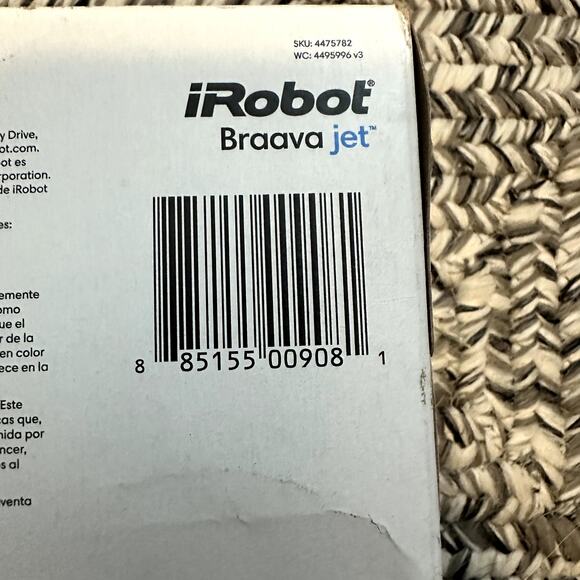 SKU: 4475782
WC: 4495996 v3
iRobot®
Braava jet™
y Drive,
ot.com.
ot es
rporation.
de iRobot
es:
emente
omo
ue el
r de la
en color
ece en la
Este
cas que,
nida por
ncer,
s al
venta
8 85155 00908 1